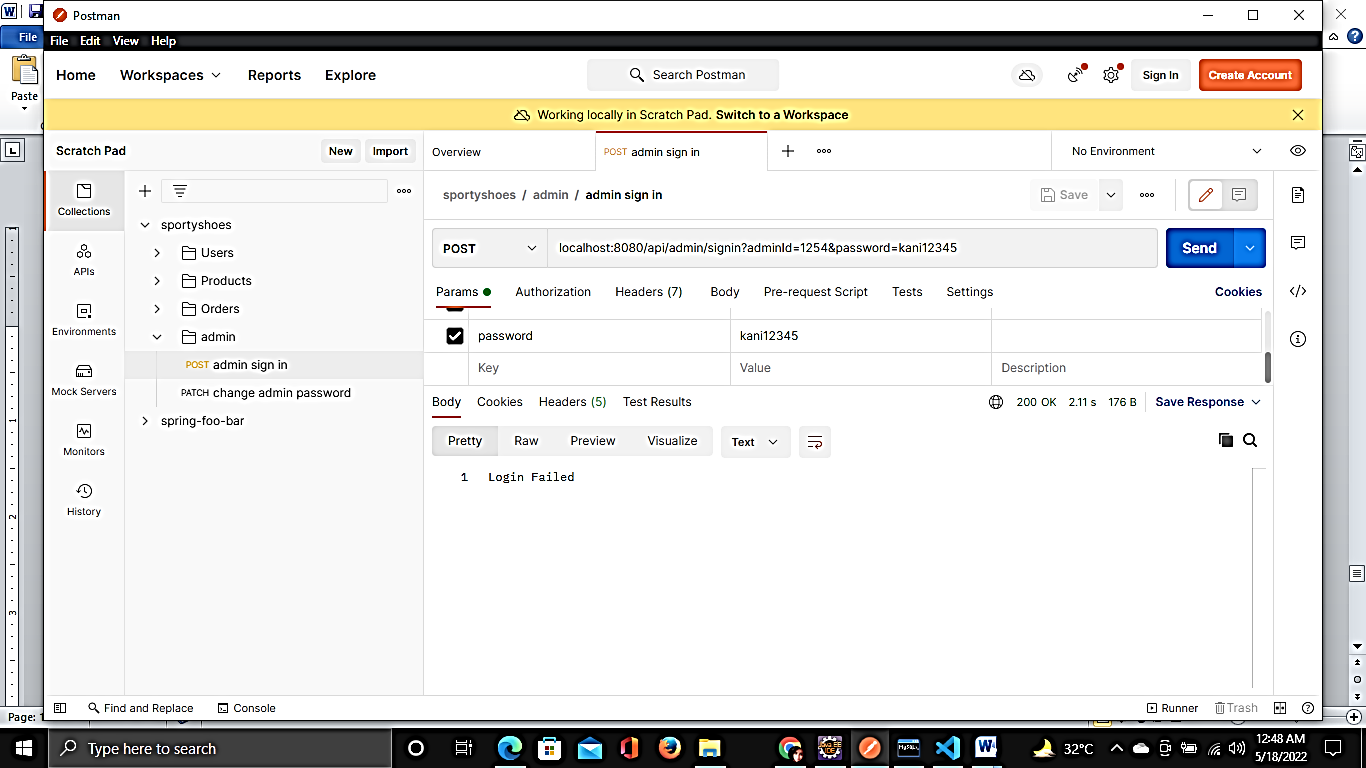 Postman
File
File Edit View Help
Home Workspaces Reports Explore Search Postman Sign In Create Account
Paste
Working locally in Scratch Pad. Switch to a Workspace
Scratch Pad New Import Overview POST admin sign in No Environment
Collections
sportyshoes / admin / admin sign in Save
sportyshoes
Users
Products
Orders
admin
POST admin sign in
PATCH change admin password
spring-foo-bar
APIs
Environments
Mock Servers
Monitors
History
POST localhost:8080/api/admin/signin?adminId=1254&password=kani12345 Send
Params Authorization Headers (7) Body Pre-request Script Tests Settings Cookies
password kani12345
Key Value Description
Body Cookies Headers (5) Test Results 200 OK 2.11 s 176 B Save Response
Pretty Raw Preview Visualize Text
1 Login Failed
Find and Replace Console Runner Trash
Page:
Type here to search 32°C 12:48 AM
5/18/2022